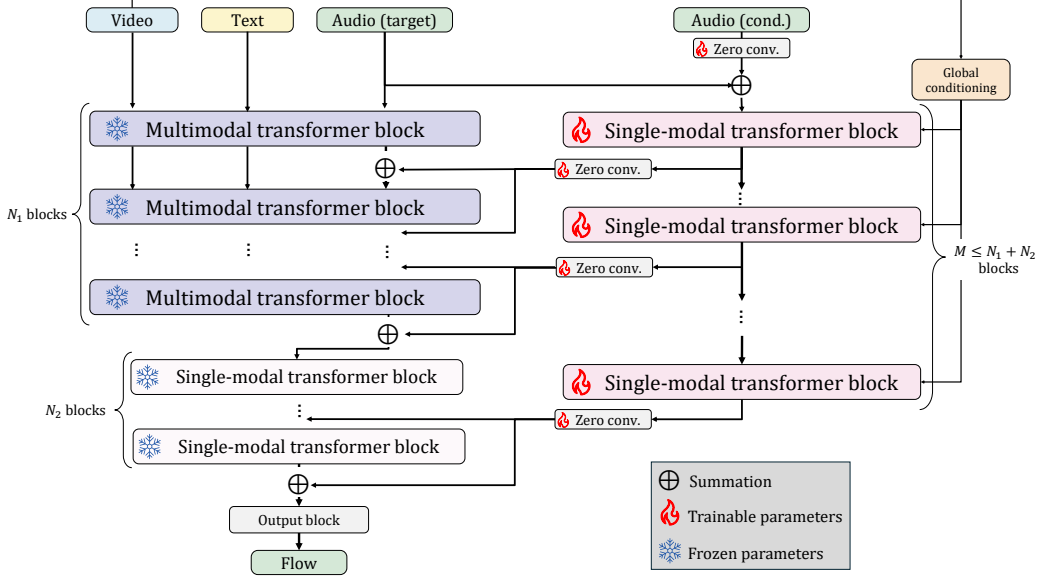 Video
Text
Audio (target)
Audio (cond.)
Zero conv.
Global
conditioning
Multimodal transformer block
Single-modal transformer block
Zero conv.
Multimodal transformer block
Single-modal transformer block
N₁ blocks
...
...
...
...
M ≤ N₁ + N₂
blocks
Zero conv.
Multimodal transformer block
...
Single-modal transformer block
Single-modal transformer block
N₂ blocks
...
Zero conv.
Single-modal transformer block
Summation
Output block
Trainable parameters
Flow
Frozen parameters